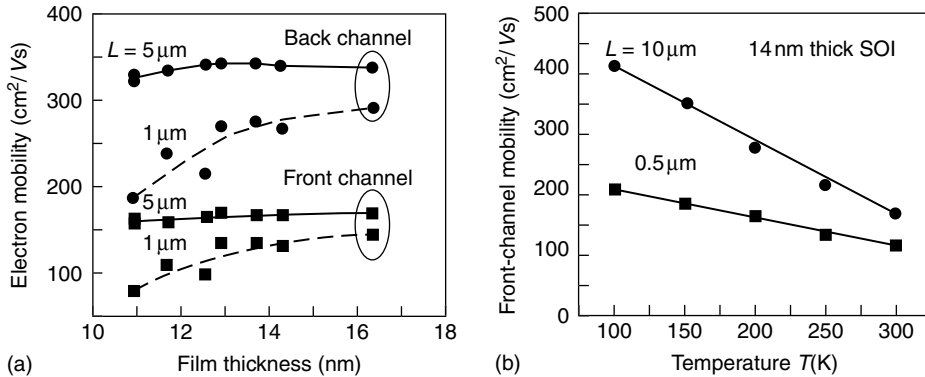 400
300
200
100
Electron mobility (cm²/Vs)
L = 5 µm
Back channel
1 µm
Front channel
5 µm
1 µm
10 12 14 16 18
Film thickness (nm)
(a)
500
400
300
200
100
0
Front-channel mobility (cm²/Vs)
L = 10 µm
14 nm thick SOI
0.5 µm
100 150 200 250 300
Temperature T(K)
(b)